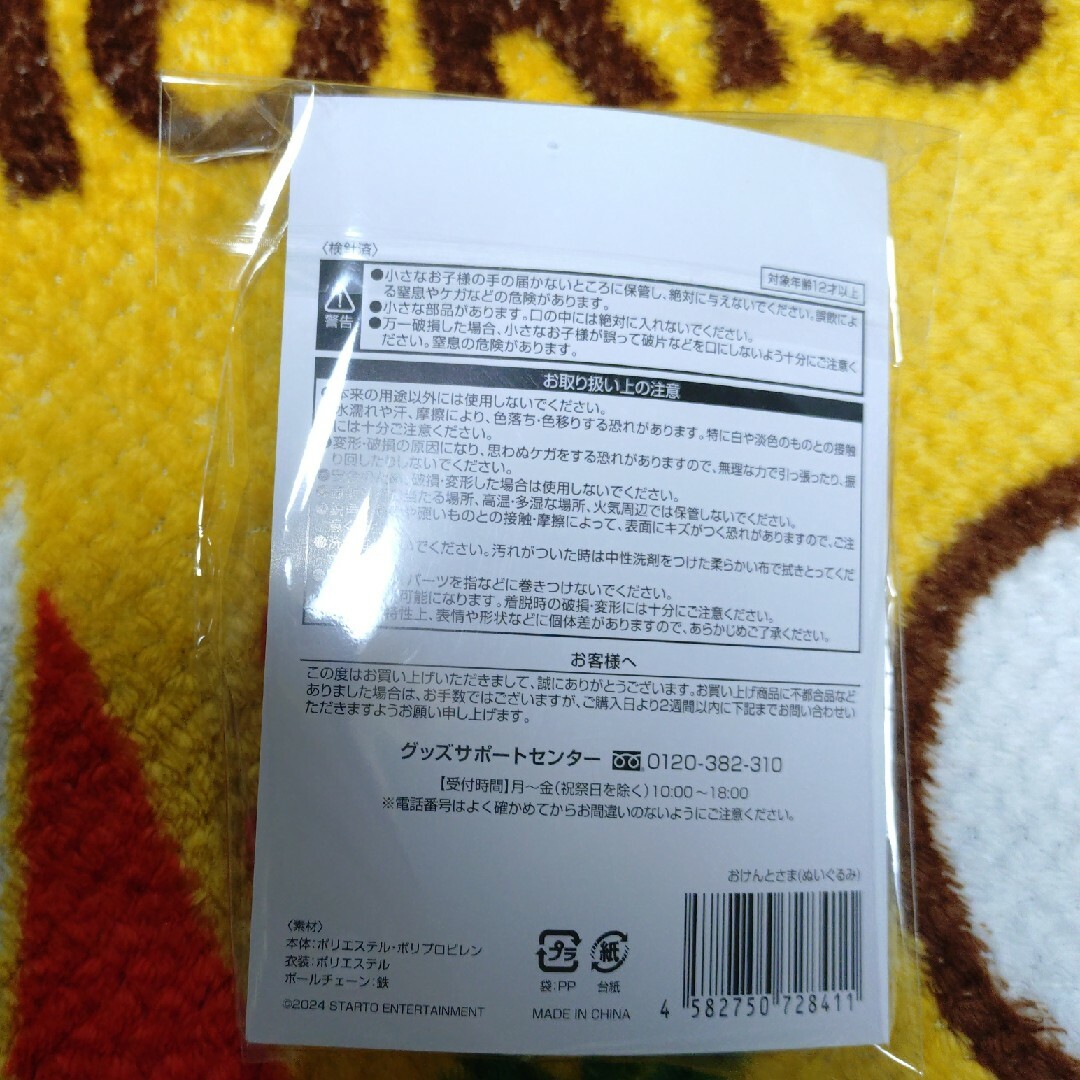 〈検針済〉
対象年齢12才以上
警告
●小さなお子様の手の届かないところに保管し、絶対に与えないでください。誤飲によ
る窒息やケガなどの危険があります。
●小さな部品があります。口の中には絶対に入れないでください。
●万一破損した場合、小さなお子様が誤って破片などを口にしないよう十分にご注意く
ださい。窒息の危険があります。
お取り扱い上の注意
本来の用途以外には使用しないでください。
水濡れや汗、摩擦により、色落ち・色移りする恐れがあります。特に白や淡色のものとの接触
には十分ご注意ください。
●変形・破損の原因になり、思わぬケガをする恐れがありますので、無理な力で引っ張ったり、振
り回したりしないでください。
破損・変形した場合は使用しないでください。
当たる場所、高温・多湿な場所、火気周辺では保管しないでください。
や硬いものとの接触・摩擦によって、表面にキズがつく恐れがありますので、ご注
でください。汚れがついた時は中性洗剤をつけた柔らかい布で拭きとってくだ
パーツを指などに巻きつけないでください。
可能になります。着脱時の破損・変形には十分にご注意ください。
特性上、表情や形状などに個体差がありますので、あらかじめご了承ください。
お客様へ
この度はお買い上げいただきまして、誠にありがとうございます。お買い上げ商品に不都合品など
ありました場合は、お手数ではございますが、ご購入日より2週間以内に下記までお問い合わせい
ただきますようお願い申し上げます。
グッズサポートセンター 0120-382-310
【受付時間】月～金(祝祭日を除く)10:00～18:00
※電話番号はよく確かめてからお間違いのないようにご注意ください。
おけんとさま(ぬいぐるみ)
〈素材〉
本体:ポリエステル・ポリプロピレン
衣装:ポリエステル
ボールチェーン:鉄
©2024 STARTO ENTERTAINMENT
プラ
袋:PP
紙
台紙
MADE IN CHINA
4 582750 728411